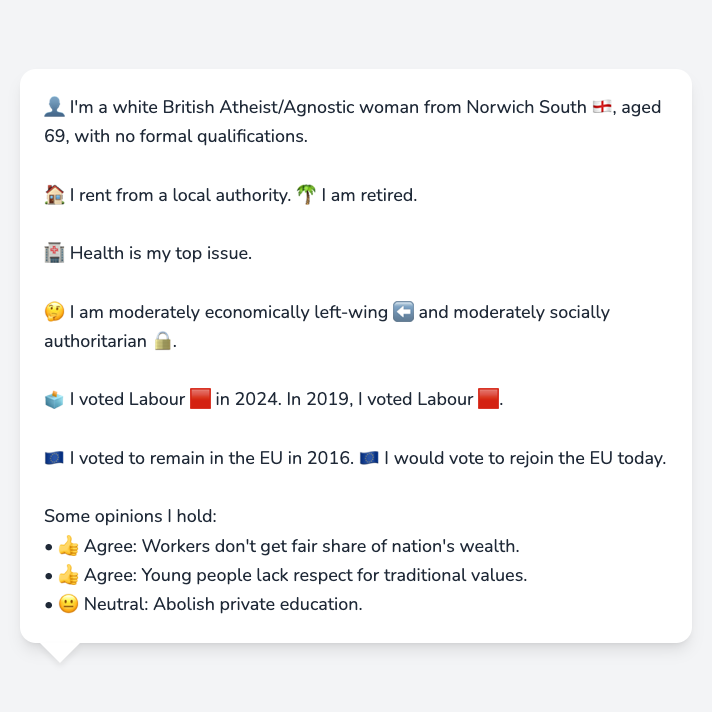 👤 I'm a white British Atheist/Agnostic woman from Norwich South 🏴󠁧󠁢󠁥󠁮󠁧󠁿, aged
69, with no formal qualifications.
🏠 I rent from a local authority. 🌴 I am retired.
🏥 Health is my top issue.
🤔 I am moderately economically left-wing ⬅️ and moderately socially
authoritarian 🔒.
🗳️ I voted Labour 🟥 in 2024. In 2019, I voted Labour 🟥.
🇪🇺 I voted to remain in the EU in 2016. 🇪🇺 I would vote to rejoin the EU today.
Some opinions I hold:
• 👍 Agree: Workers don't get fair share of nation's wealth.
• 👍 Agree: Young people lack respect for traditional values.
• 😐 Neutral: Abolish private education.